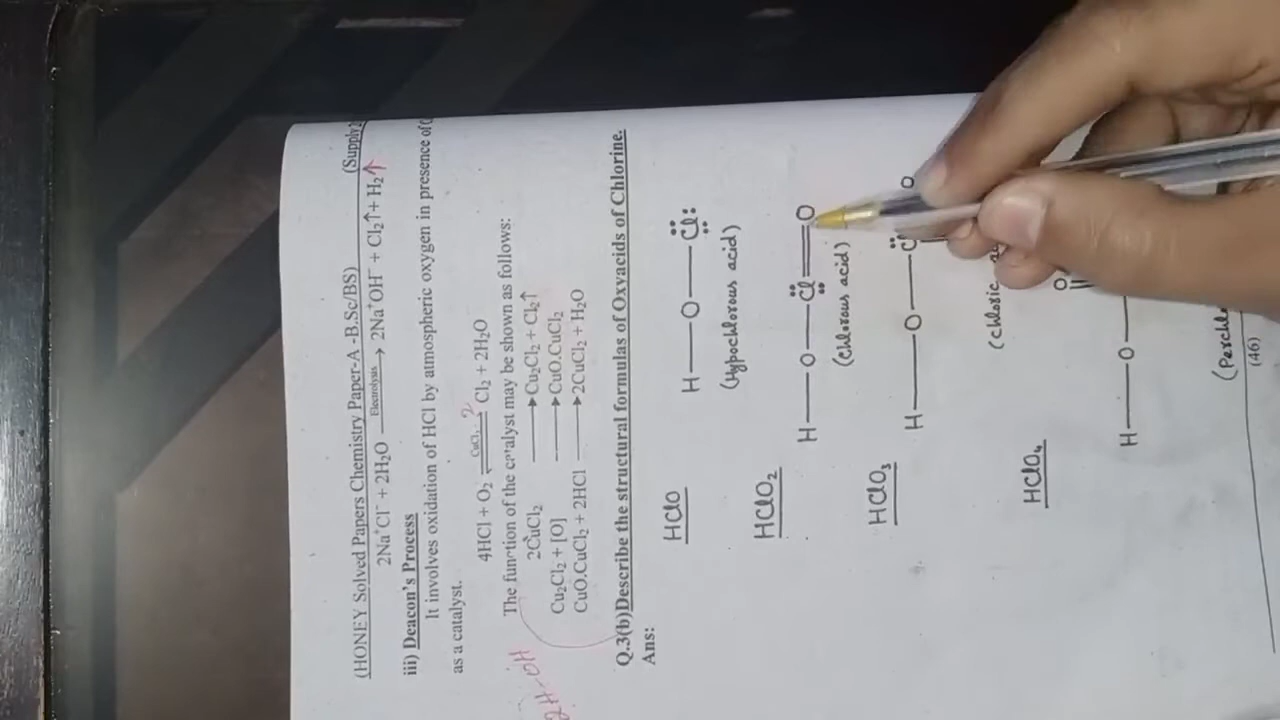 (HONEY Solved Papers Chemistry Paper-A -B.Sc/BS) (Supply
2Na⁺Cl⁻ + 2H₂O Electrolysis → 2Na⁺OH⁻ + Cl₂↑ + H₂↑
iii) Deacon's Process
It involves oxidation of HCl by atmospheric oxygen in presence of
as a catalyst.
4HCl + O₂ ⇌ CuCl₂ Cl₂ + 2H₂O
2
The function of the catalyst may be shown as follows:
2CuCl₂ → Cu₂Cl₂ + Cl₂↑
Cu₂Cl₂ + [O] → CuO.CuCl₂
CuO.CuCl₂ + 2HCl → 2CuCl₂ + H₂O
Q.3(b)Describe the structural formulas of Oxyacids of Chlorine.
Ans:
HClO
H—O—Cl
(Hypochlorous acid)
HClO₂
H—O—Cl=O
(Chlorous acid)
HClO₃
H—O—Cl O
(Chloric
HClO₄
O
H—O—
(46)